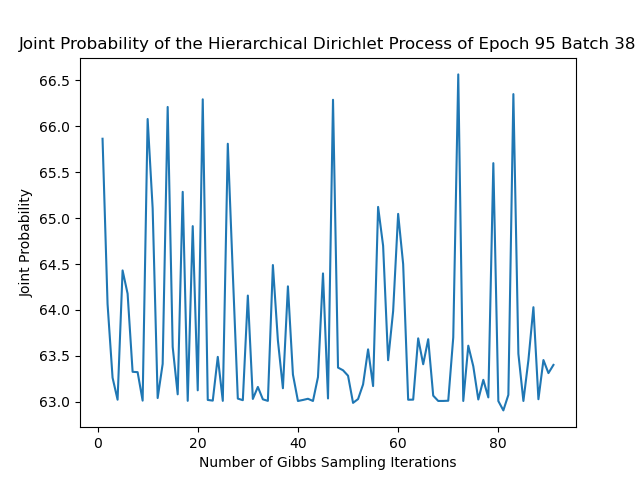 Joint Probability of the Hierarchical Dirichlet Process of Epoch 95 Batch 38
66.5
66.0
65.5
65.0
64.5
64.0
63.5
63.0
Joint Probability
0 20 40 60 80
Number of Gibbs Sampling Iterations